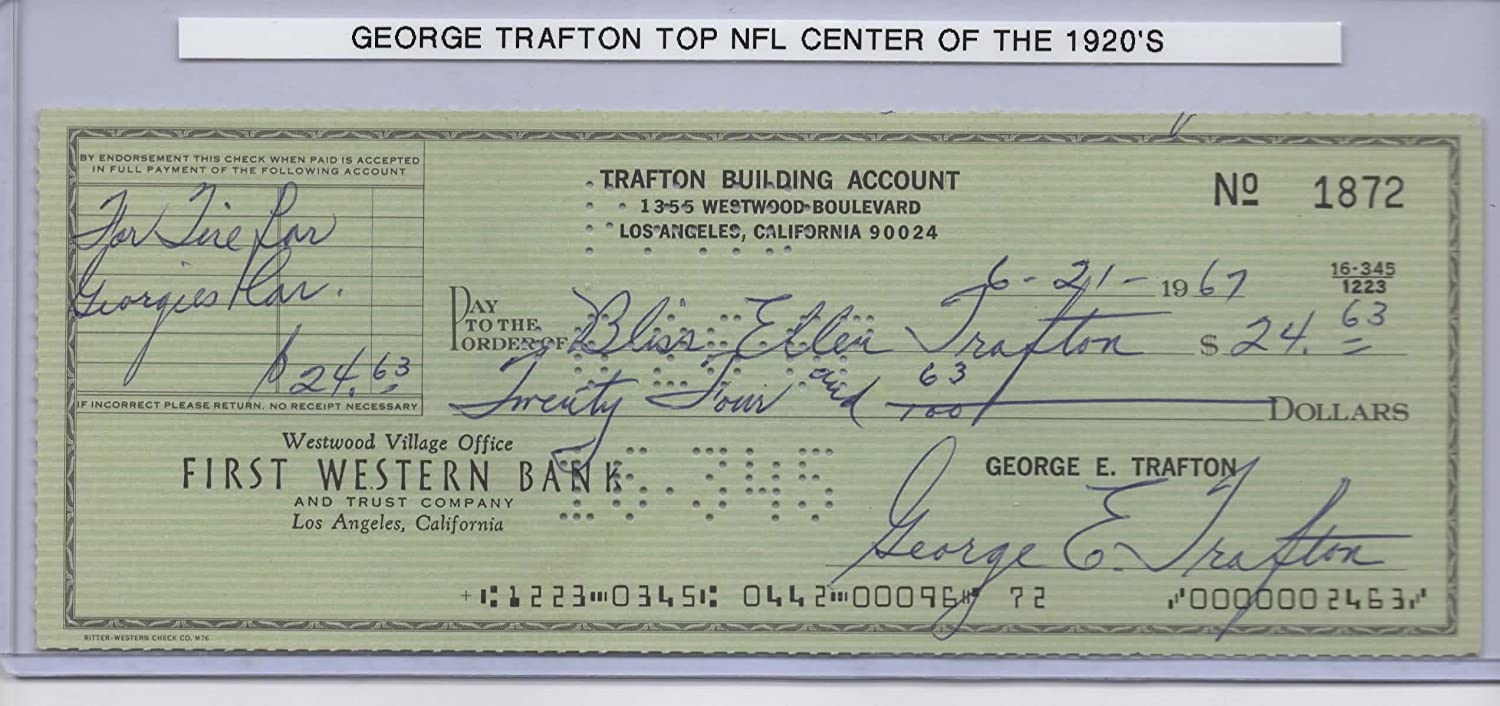 GEORGE TRAFTON TOP NFL CENTER OF THE 1920'S
BY ENDORSEMENT THIS CHECK WHEN PAID IS ACCEPTED
IN FULL PAYMENT OF THE FOLLOWING ACCOUNT
For Tire
Georgies
$24.63
IF INCORRECT PLEASE RETURN. NO RECEIPT NECESSARY
TRAFTON BUILDING ACCOUNT
1355 WESTWOOD BOULEVARD
LOS ANGELES, CALIFORNIA 90024
Nº 1872
6-21-1967
16-345
1223
PAY
TO THE
ORDER OF Bliss Ellen Trafton $24.63
Twenty Four and 63/100 DOLLARS
Westwood Village Office
FIRST WESTERN BANK
AND TRUST COMPANY
Los Angeles, California
16-345
GEORGE E. TRAFTON
George E. Trafton
1223 0345 0442 00096 72 0000002463
RITTER-WESTERN CHECK CO. M76